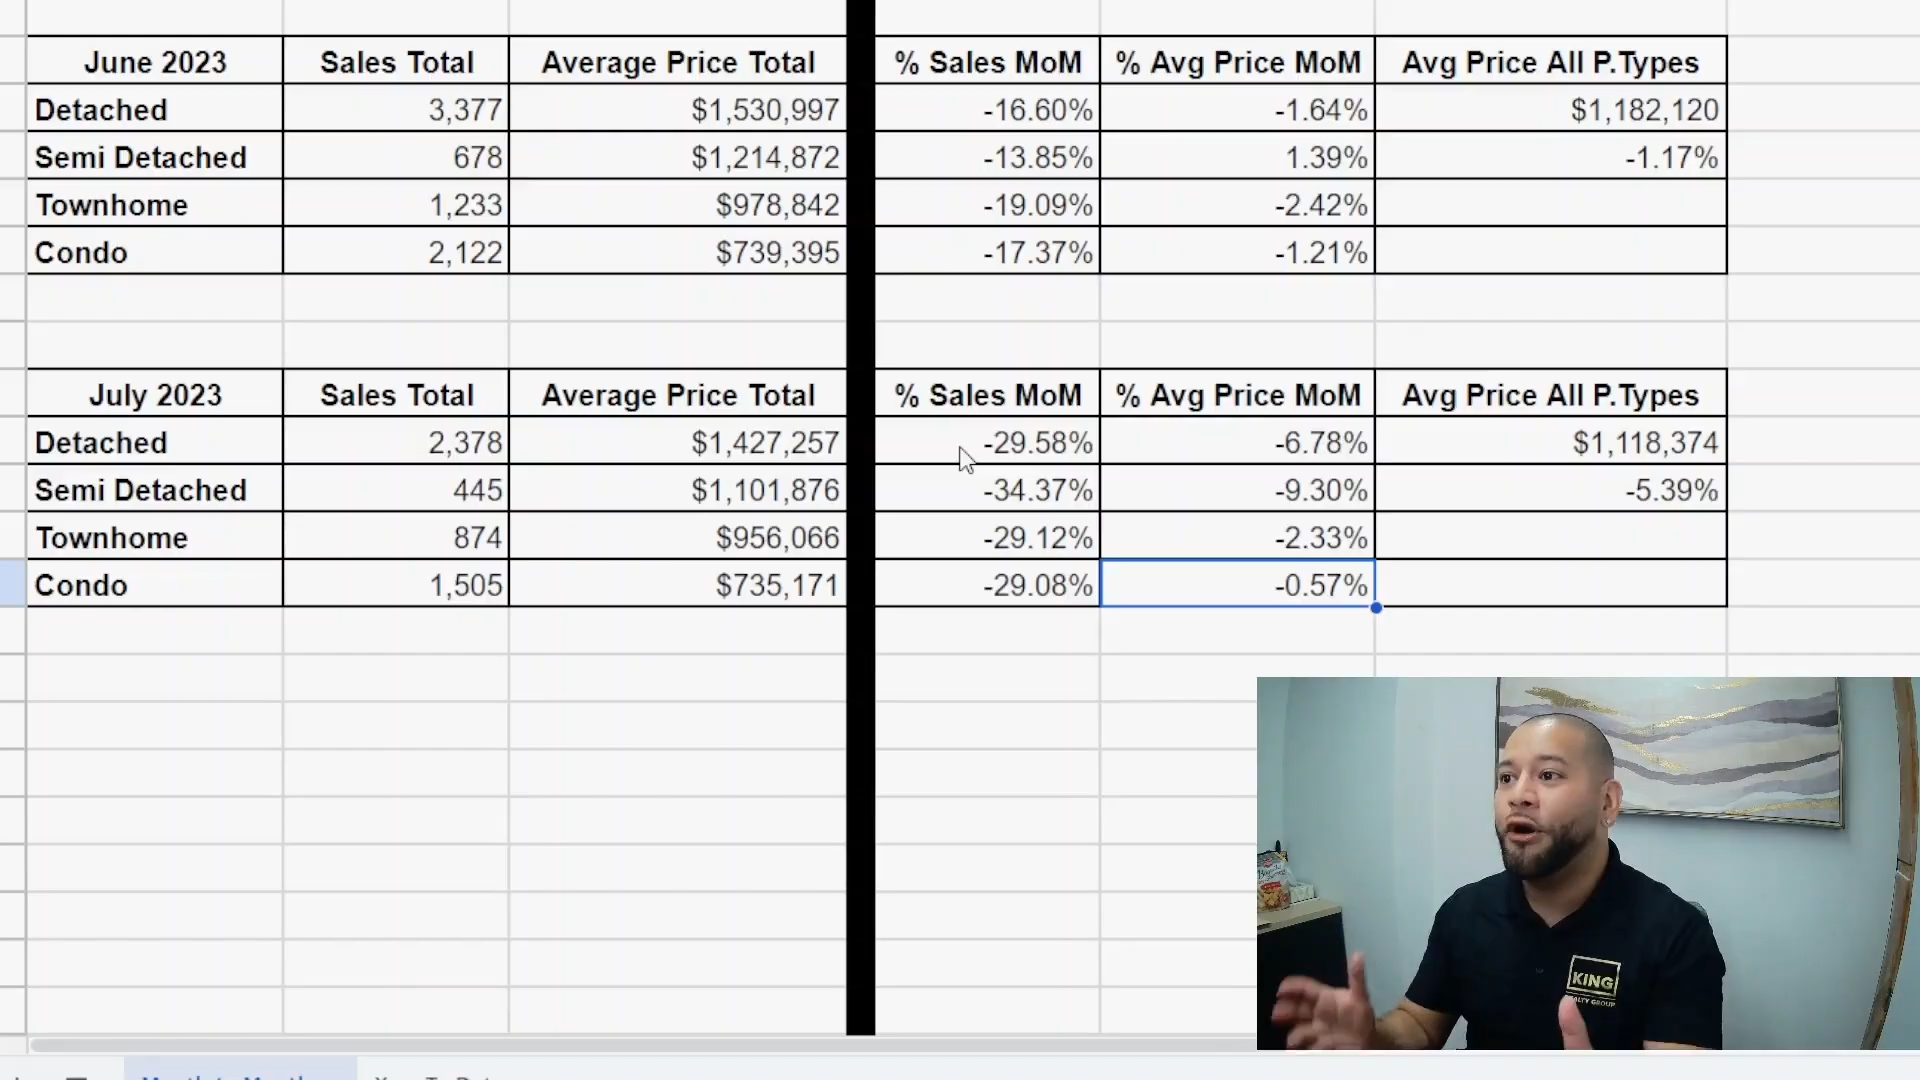 June 2023 Sales Total Average Price Total % Sales MoM % Avg Price MoM Avg Price All P.Types
Detached 3,377 $1,530,997 -16.60% -1.64% $1,182,120
Semi Detached 678 $1,214,872 -13.85% 1.39% -1.17%
Townhome 1,233 $978,842 -19.09% -2.42%
Condo 2,122 $739,395 -17.37% -1.21%
July 2023 Sales Total Average Price Total % Sales MoM % Avg Price MoM Avg Price All P.Types
Detached 2,378 $1,427,257 -29.58% -6.78% $1,118,374
Semi Detached 445 $1,101,876 -34.37% -9.30% -5.39%
Townhome 874 $956,066 -29.12% -2.33%
Condo 1,505 $735,171 -29.08% -0.57%
KING